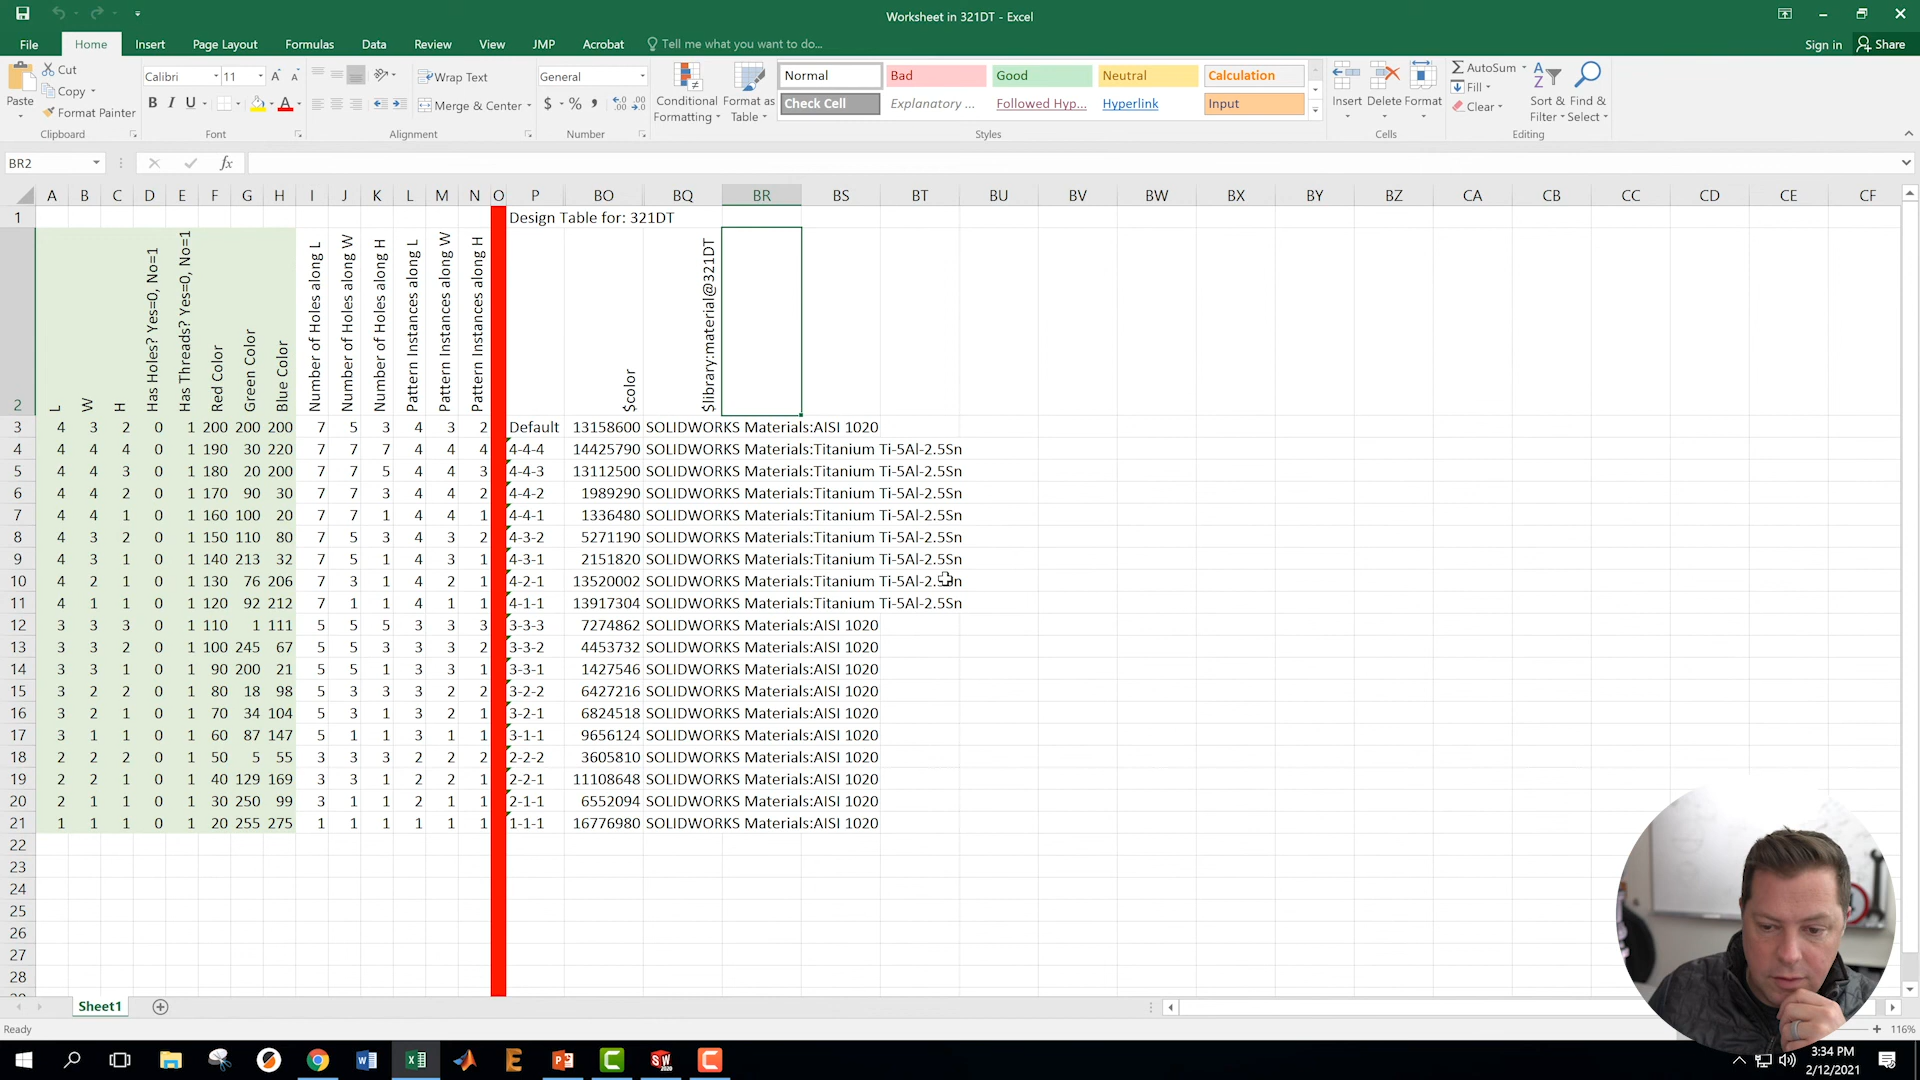 Worksheet in 321DT - Excel
File Home Insert Page Layout Formulas Data Review View JMP Acrobat Tell me what you want to do... Sign in Share
Paste Cut Copy Format Painter Clipboard
Calibri 11 B I U Font
Wrap Text Merge & Center Alignment
General $ % , Number
Conditional Formatting Format as Table
Normal Bad Good Neutral Calculation
Check Cell Explanatory ... Followed Hyp... Hyperlink Input
Styles
Insert Delete Format Cells
AutoSum Fill Clear Sort & Filter Find & Select Editing
BR2 fx
A B C D E F G H I J K L M N O P BO BQ BR BS BT BU BV BW BX BY BZ CA CB CC CD CE CF
1 Design Table for: 321DT
2 L W H Has Holes? Yes=0, No=1 Has Threads? Yes=0, No=1 Red Color Green Color Blue Color Number of Holes along L Number of Holes along W Number of Holes along H Pattern Instances along L Pattern Instances along W Pattern Instances along H $color $library:material@321DT
3 4 3 2 0 1 200 200 200 7 5 3 4 3 2 Default 13158600 SOLIDWORKS Materials:AISI 1020
4 4 4 4 0 1 190 30 220 7 7 7 4 4 4 4-4-4 14425790 SOLIDWORKS Materials:Titanium Ti-5Al-2.5Sn
5 4 4 3 0 1 180 20 200 7 7 5 4 4 3 4-4-3 13112500 SOLIDWORKS Materials:Titanium Ti-5Al-2.5Sn
6 4 4 2 0 1 170 90 30 7 7 3 4 4 2 4-4-2 1989290 SOLIDWORKS Materials:Titanium Ti-5Al-2.5Sn
7 4 4 1 0 1 160 100 20 7 7 1 4 4 1 4-4-1 1336480 SOLIDWORKS Materials:Titanium Ti-5Al-2.5Sn
8 4 3 2 0 1 150 110 80 7 5 3 4 3 2 4-3-2 5271190 SOLIDWORKS Materials:Titanium Ti-5Al-2.5Sn
9 4 3 1 0 1 140 213 32 7 5 1 4 3 1 4-3-1 2151820 SOLIDWORKS Materials:Titanium Ti-5Al-2.5Sn
10 4 2 1 0 1 130 76 206 7 3 1 4 2 1 4-2-1 13520002 SOLIDWORKS Materials:Titanium Ti-5Al-2.5Sn
11 4 1 1 0 1 120 92 212 7 1 1 4 1 1 4-1-1 13917304 SOLIDWORKS Materials:Titanium Ti-5Al-2.5Sn
12 3 3 3 0 1 110 1 111 5 5 5 3 3 3 3-3-3 7274862 SOLIDWORKS Materials:AISI 1020
13 3 3 2 0 1 100 245 67 5 5 3 3 3 2 3-3-2 4453732 SOLIDWORKS Materials:AISI 1020
14 3 3 1 0 1 90 200 21 5 5 1 3 3 1 3-3-1 1427546 SOLIDWORKS Materials:AISI 1020
15 3 2 2 0 1 80 18 98 5 3 3 3 2 2 3-2-2 6427216 SOLIDWORKS Materials:AISI 1020
16 3 2 1 0 1 70 34 104 5 3 1 3 2 1 3-2-1 6824518 SOLIDWORKS Materials:AISI 1020
17 3 1 1 0 1 60 87 147 5 1 1 3 1 1 3-1-1 9656124 SOLIDWORKS Materials:AISI 1020
18 2 2 2 0 1 50 5 55 3 3 3 2 2 2 2-2-2 3605810 SOLIDWORKS Materials:AISI 1020
19 2 2 1 0 1 40 129 169 3 3 1 2 2 1 2-2-1 11108648 SOLIDWORKS Materials:AISI 1020
20 2 1 1 0 1 30 250 99 3 1 1 2 1 1 2-1-1 6552094 SOLIDWORKS Materials:AISI 1020
21 1 1 1 0 1 20 255 275 1 1 1 1 1 1 1-1-1 16776980 SOLIDWORKS Materials:AISI 1020
22
23
24
25
26
27
28
Sheet1
Ready 116%
3:34 PM
2/12/2021